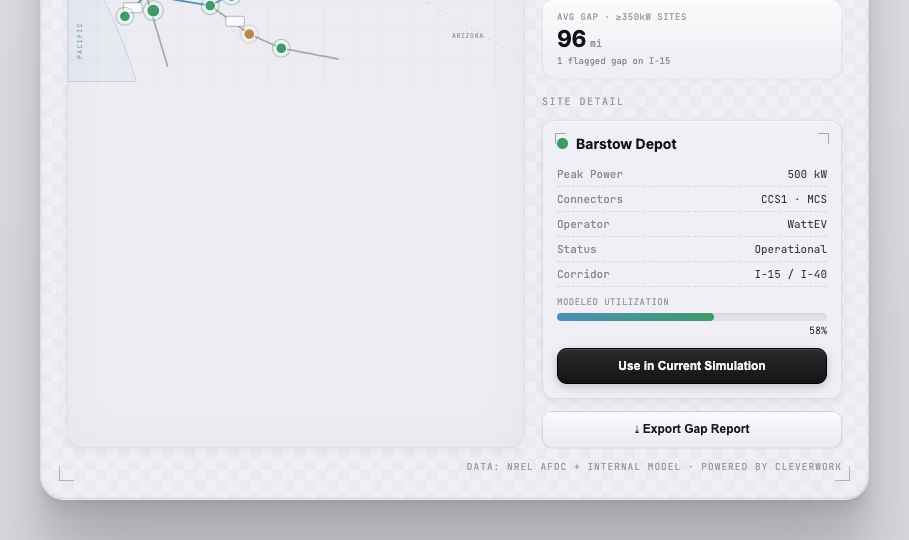 PACIFIC
ARIZONA
AVG GAP · ≥350kW SITES
96 mi
1 flagged gap on I-15
SITE DETAIL
Barstow Depot
Peak Power 500 kW
Connectors CCS1 · MCS
Operator WattEV
Status Operational
Corridor I-15 / I-40
MODELED UTILIZATION
58%
Use in Current Simulation
⤓ Export Gap Report
DATA: NREL AFDC + INTERNAL MODEL · POWERED BY CLEVERWORK